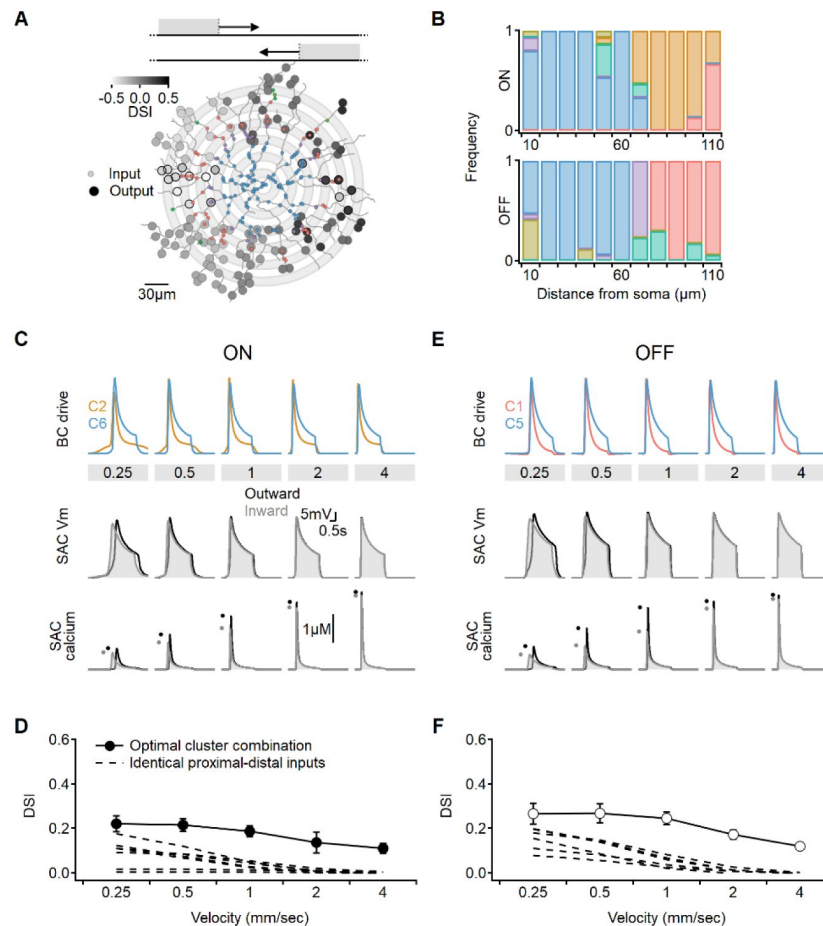 A
-0.5
0.0
0.5
DSI
Input
Output
30µm
B
Frequency
ON
1
0
10
60
110
OFF
1
0
10
60
110
Distance from soma (µm)
C
ON
BC drive
C2
C6
0.25
0.5
1
2
4
SAC Vm
Outward
Inward
5mV
0.5s
SAC calcium
1µM
E
OFF
BC drive
C1
C5
0.25
0.5
1
2
4
SAC Vm
SAC calcium
D
DSI
0.6
0.4
0.2
0.0
Optimal cluster combination
Identical proximal-distal inputs
0.25
0.5
1
2
4
Velocity (mm/sec)
F
DSI
0.6
0.4
0.2
0.0
0.25
0.5
1
2
4
Velocity (mm/sec)